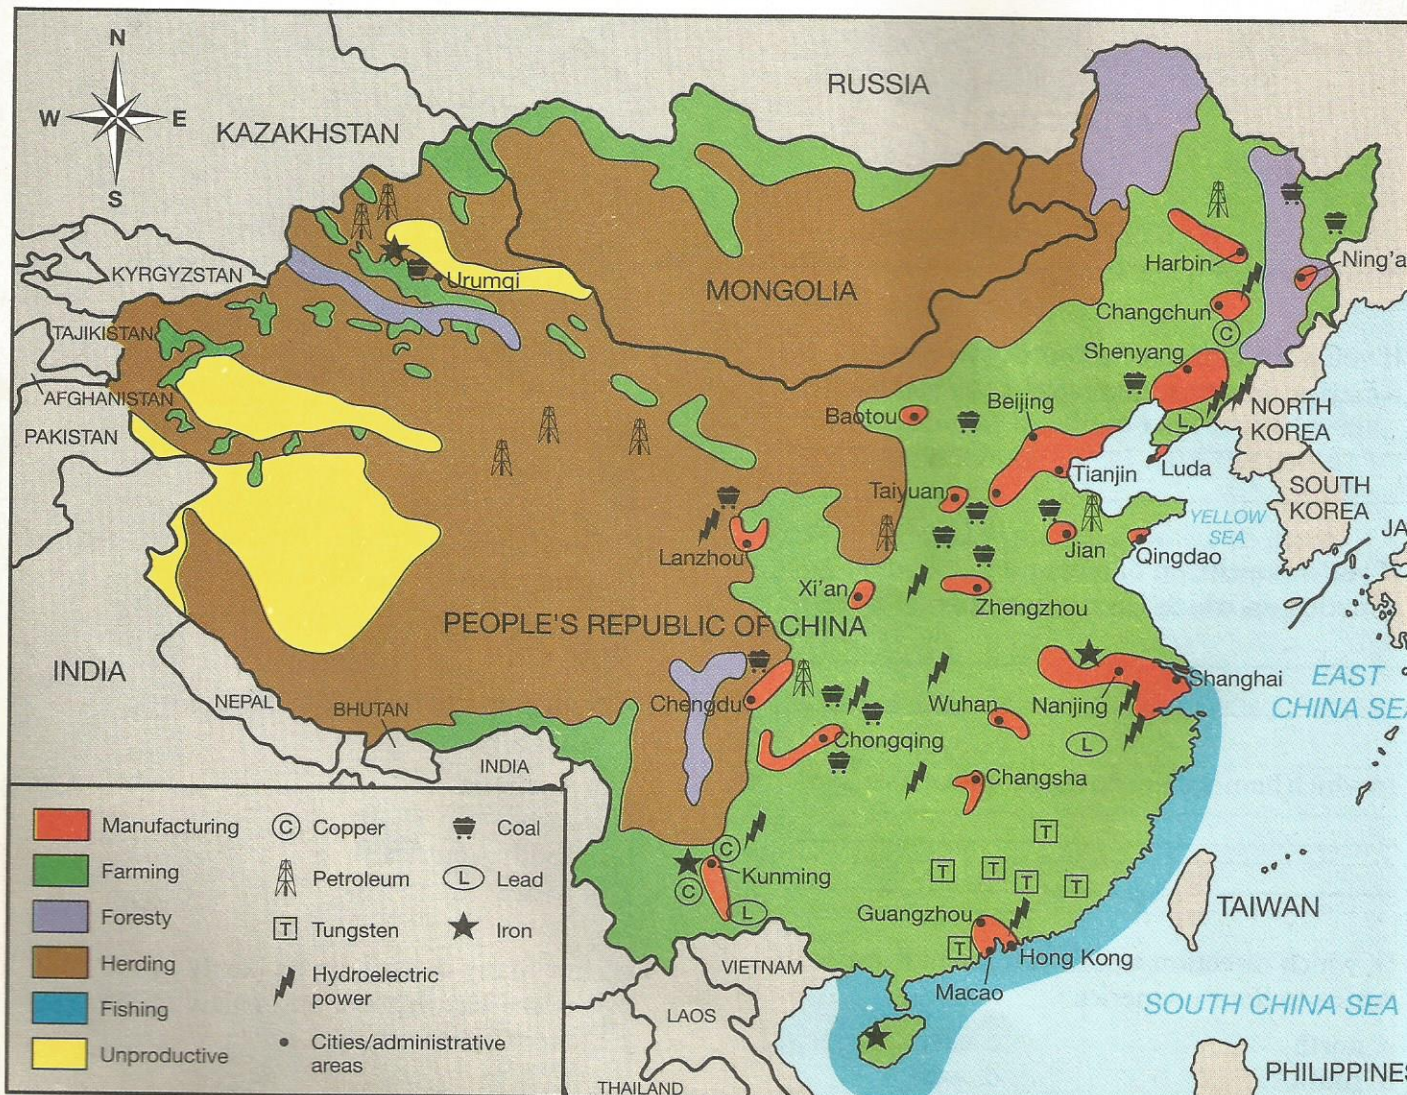 N
W
E
S
RUSSIA
KAZAKHSTAN
MONGOLIA
KYRGYZSTAN
TAJIKISTAN
AFGHANISTAN
PAKISTAN
Urumqi
Harbin
Ning'a
Changchun
C
Shenyang
Baotou
Beijing
L
NORTH
KOREA
Tianjin
Luda
SOUTH
KOREA
Taiyuan
YELLOW
SEA
JA
Lanzhou
Jian
Qingdao
Xi'an
Zhengzhou
PEOPLE'S REPUBLIC OF CHINA
INDIA
NEPAL
BHUTAN
INDIA
Chengdu
Wuhan
Nanjing
Shanghai
EAST
CHINA SEA
Chongqing
L
Changsha
T
T
T
T
T
C
Kunming
C
L
Guangzhou
T
Hong Kong
Macao
TAIWAN
VIETNAM
LAOS
THAILAND
SOUTH CHINA SEA
PHILIPPINES
Manufacturing
C Copper
Coal
Farming
Petroleum
L Lead
Foresty
T Tungsten
Iron
Herding
Hydroelectric
power
Fishing
Cities/administrative
areas
Unproductive